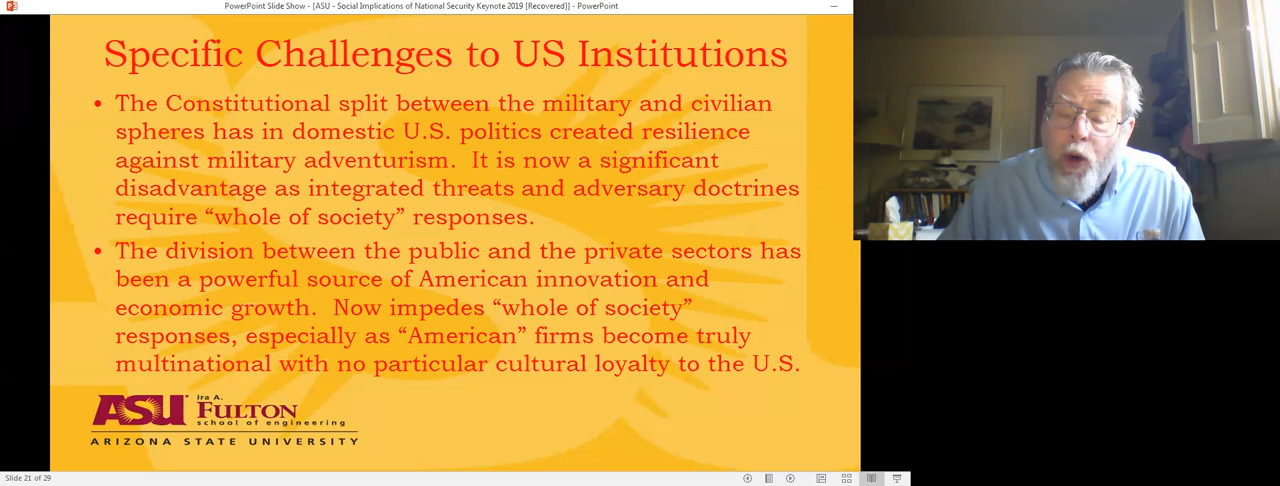 PowerPoint Slide Show - [ASU - Social Implications of National Security Keynote 2019 [Recovered]] - PowerPoint
Specific Challenges to US Institutions
• The Constitutional split between the military and civilian
spheres has in domestic U.S. politics created resilience
against military adventurism.  It is now a significant
disadvantage as integrated threats and adversary doctrines
require “whole of society” responses.
• The division between the public and the private sectors has
been a powerful source of American innovation and
economic growth.  Now impedes “whole of society”
responses, especially as “American” firms become truly
multinational with no particular cultural loyalty to the U.S.
ASU Ira A.
FULTON
school of engineering
ARIZONA STATE UNIVERSITY
Slide 21 of 29